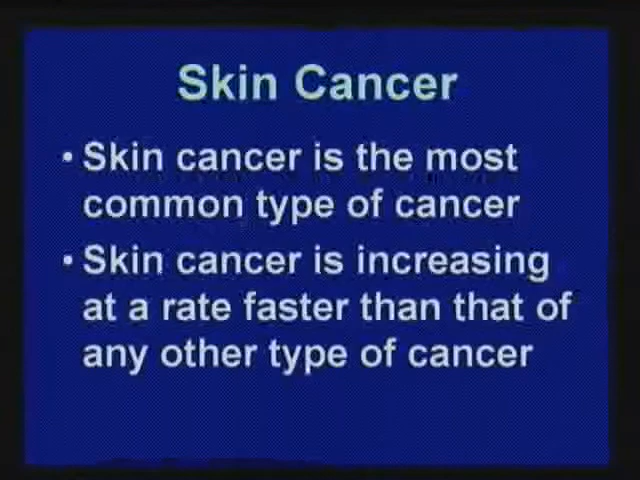 Skin Cancer
• Skin cancer is the most
common type of cancer
• Skin cancer is increasing
at a rate faster than that of
any other type of cancer